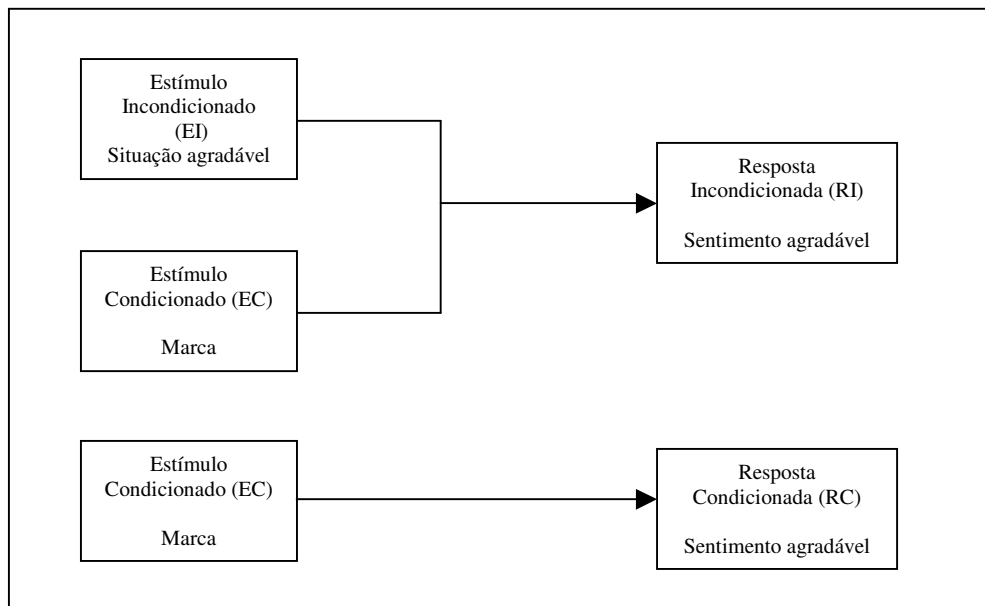 Estímulo
Incondicionado
(EI)
Situação agradável
Estímulo
Condicionado (EC)
Marca
Resposta
Incondicionada (RI)
Sentimento agradável
Estímulo
Condicionado (EC)
Marca
Resposta
Condicionada (RC)
Sentimento agradável